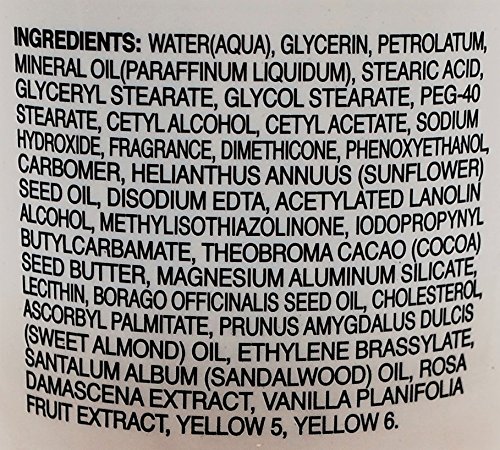 INGREDIENTS: WATER(AQUA), GLYCERIN, PETROLATUM,
MINERAL OIL(PARAFFINUM LIQUIDUM), STEARIC ACID,
GLYCERYL STEARATE, GLYCOL STEARATE, PEG-40
STEARATE, CETYL ALCOHOL, CETYL ACETATE, SODIUM
HYDROXIDE, FRAGRANCE, DIMETHICONE, PHENOXYETHANOL,
CARBOMER, HELIANTHUS ANNUUS (SUNFLOWER)
SEED OIL, DISODIUM EDTA, ACETYLATED LANOLIN
ALCOHOL, METHYLISOTHIAZOLINONE, IODOPROPYNYL
BUTYLCARBAMATE, THEOBROMA CACAO (COCOA)
SEED BUTTER, MAGNESIUM ALUMINUM SILICATE,
LECITHIN, BORAGO OFFICINALIS SEED OIL, CHOLESTEROL,
ASCORBYL PALMITATE, PRUNUS AMYGDALUS DULCIS
(SWEET ALMOND) OIL, ETHYLENE BRASSYLATE,
SANTALUM ALBUM (SANDALWOOD) OIL, ROSA
DAMASCENA EXTRACT, VANILLA PLANIFOLIA
FRUIT EXTRACT, YELLOW 5, YELLOW 6.